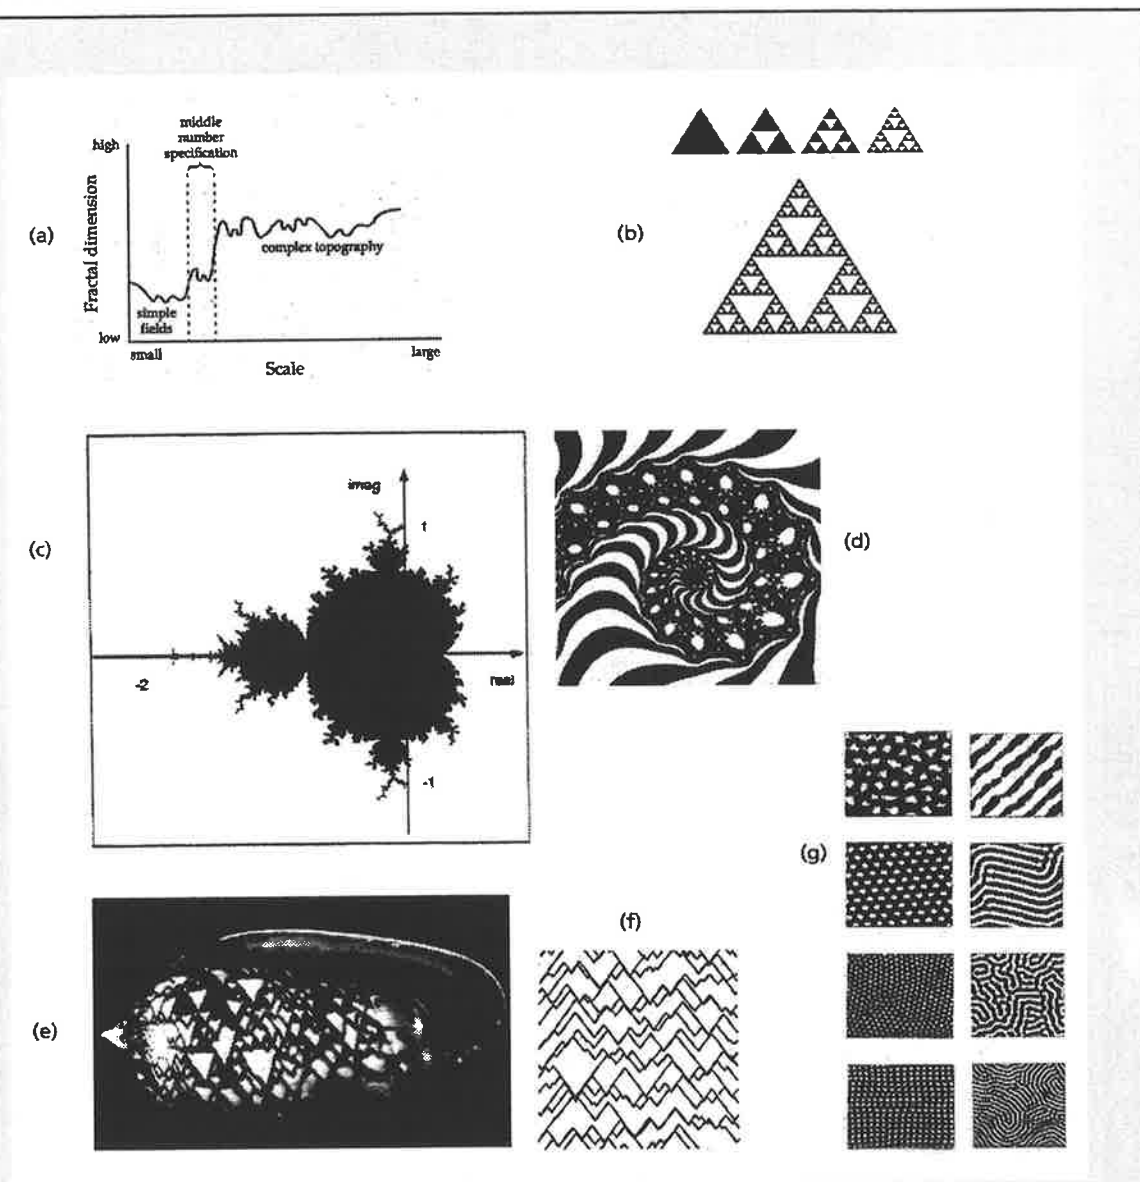 middle
number
specification
high
(a)
Fractal dimension
complex topography
simple
fields
low
small
large
Scale
(b)
(c)
imag
1
-2
real
-1
(d)
(g)
(f)
(e)